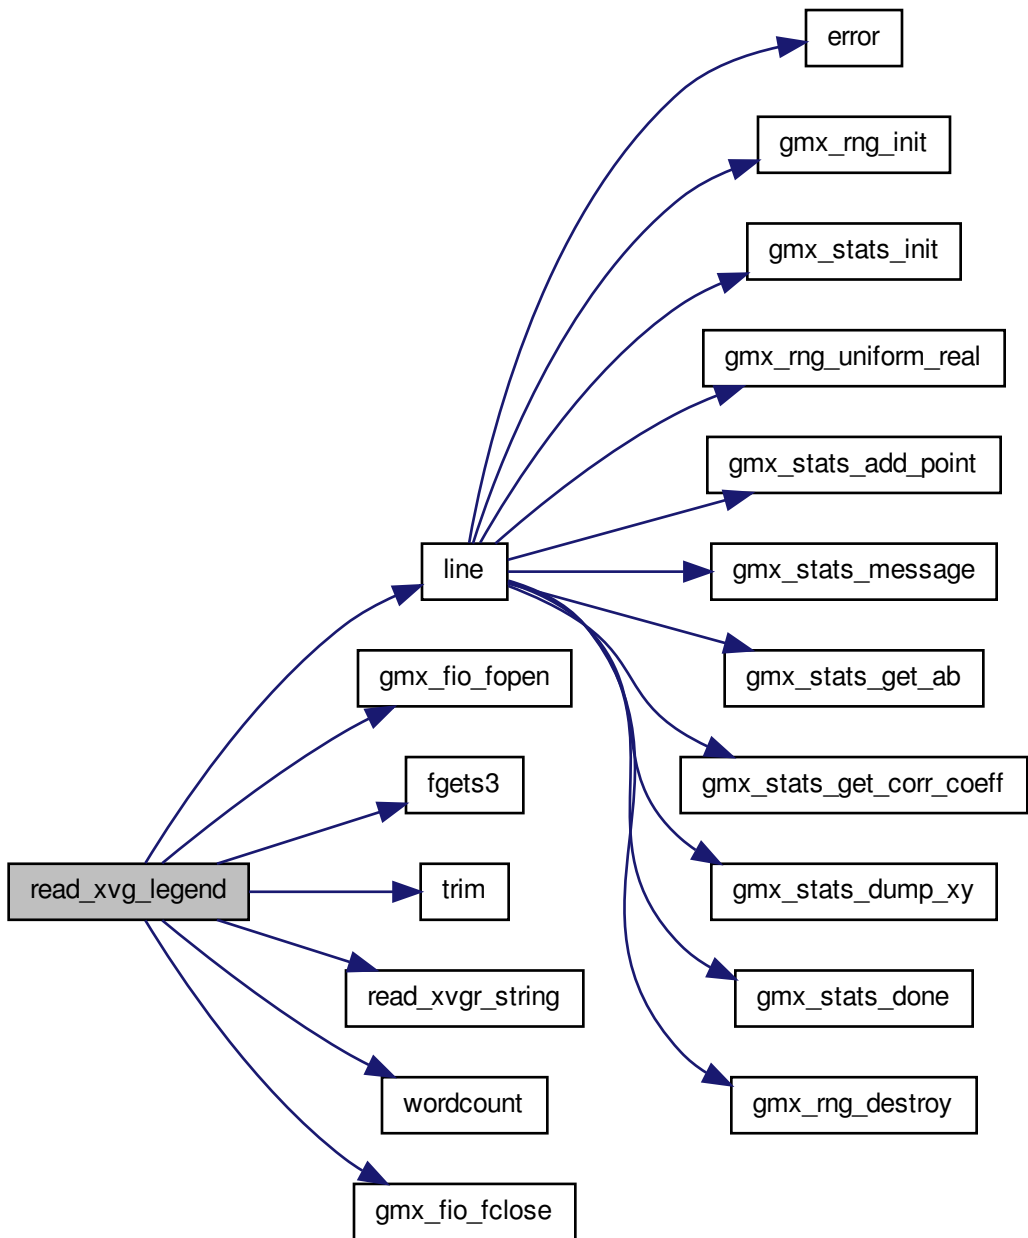 error
gmx_rng_init
gmx_stats_init
gmx_rng_uniform_real
gmx_stats_add_point
line
gmx_stats_message
gmx_fio_fopen
gmx_stats_get_ab
fgets3
gmx_stats_get_corr_coeff
read_xvg_legend
trim
gmx_stats_dump_xy
read_xvgr_string
gmx_stats_done
wordcount
gmx_rng_destroy
gmx_fio_fclose